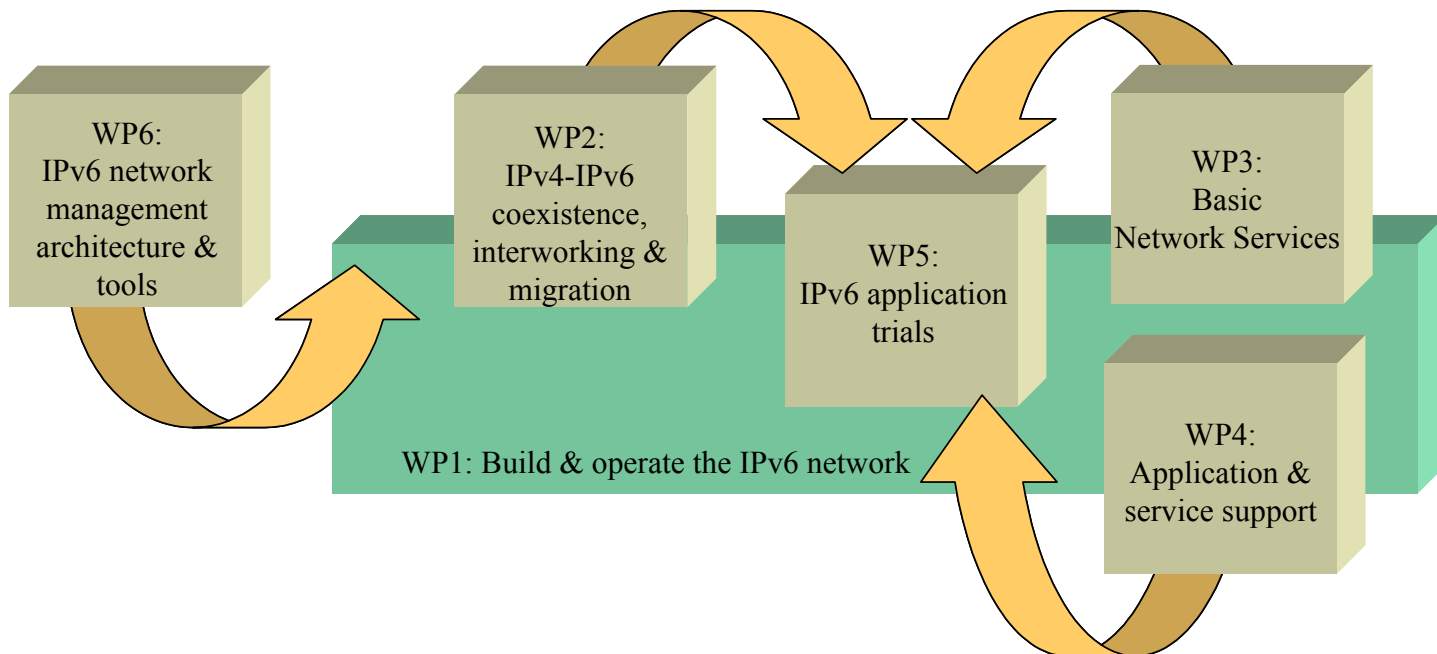 WP6:
IPv6 network
management
architecture &
tools
WP2:
IPv4-IPv6
coexistence,
interworking &
migration
WP5:
IPv6 application
trials
WP3:
Basic
Network Services
WP1: Build & operate the IPv6 network
WP4:
Application &
service support